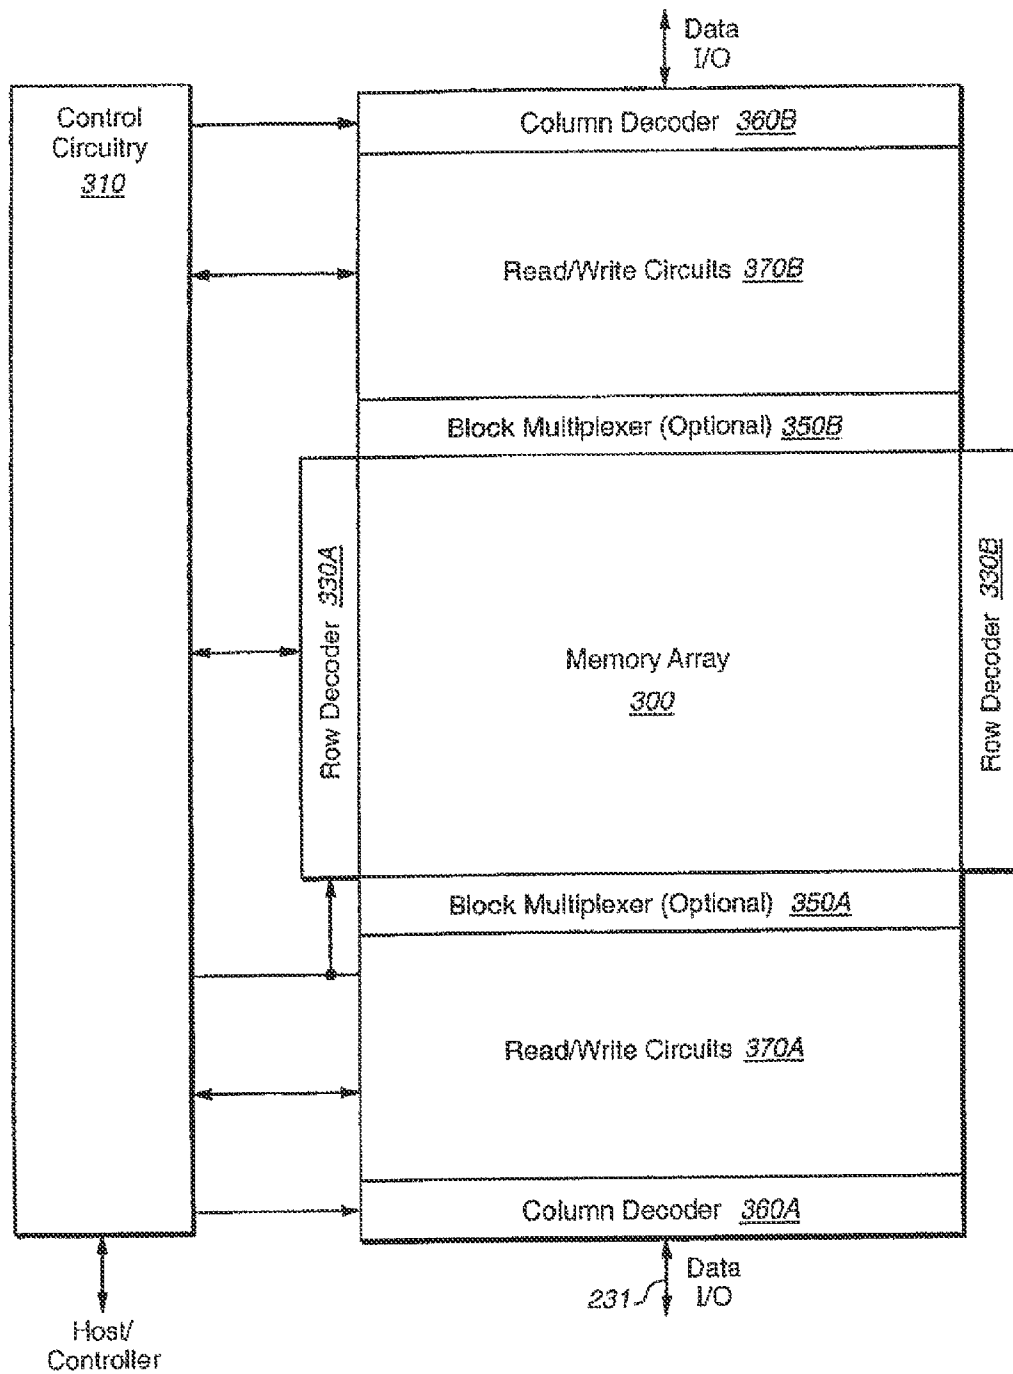 Data
I/O
Control
Circuitry
310
Column Decoder 360B
Read/Write Circuits 370B
Block Multiplexer (Optional) 350B
Row Decoder 330A
Memory Array
300
Row Decoder 330B
Block Multiplexer (Optional) 350A
Read/Write Circuits 370A
Column Decoder 360A
231
Data
I/O
Host/
Controller